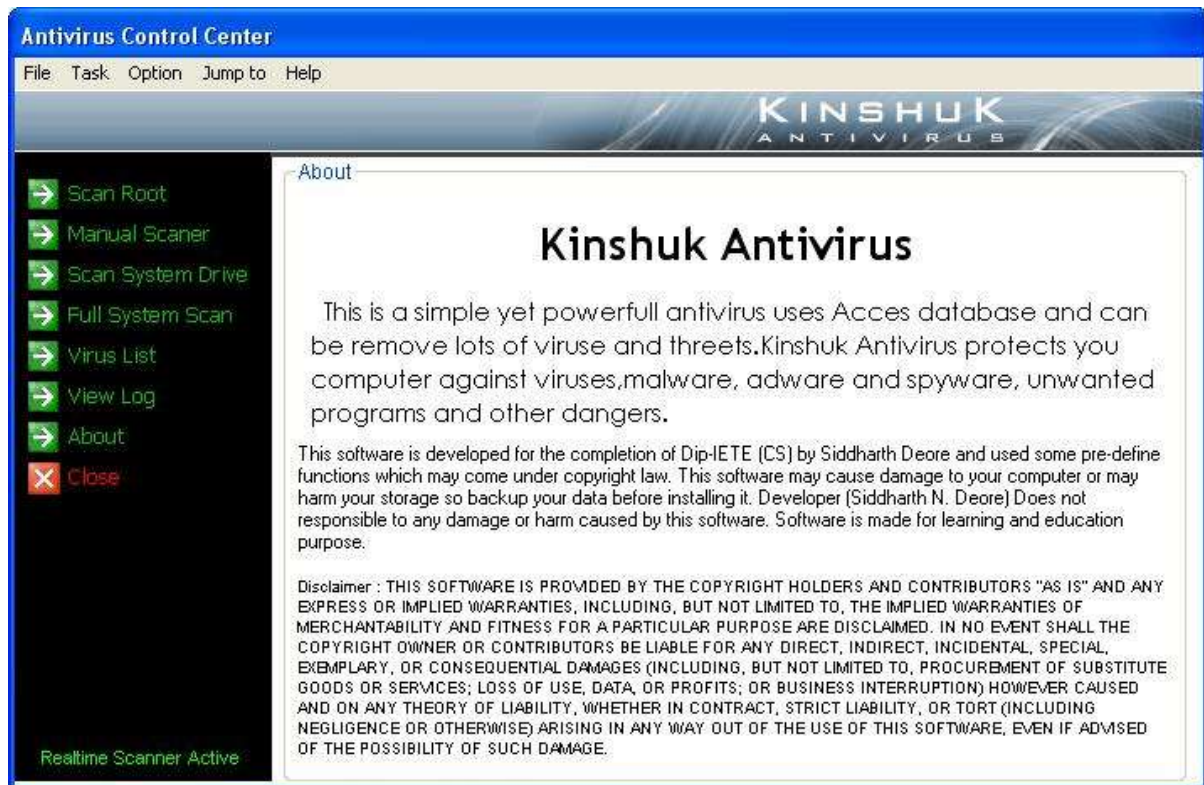 Antivirus Control Center
File Task Option Jump to Help
KINSHUK
ANTIVIRUS
Scan Root
Manual Scaner
Scan System Drive
Full System Scan
Virus List
View Log
About
Close
Realtime Scanner Active
About
Kinshuk Antivirus
This is a simple yet powerfull antivirus uses Acces database and can
be remove lots of viruse and threets.Kinshuk Antivirus protects you
computer against viruses,malware, adware and spyware, unwanted
programs and other dangers.
This software is developed for the completion of Dip-IETE (CS) by Siddharth Deore and used some pre-define
functions which may come under copyright law. This software may cause damage to your computer or may
harm your storage so backup your data before installing it. Developer (Siddharth N. Deore) Does not
responsible to any damage or harm caused by this software. Software is made for learning and education
purpose.
Disclaimer : THIS SOFTWARE IS PROVIDED BY THE COPYRIGHT HOLDERS AND CONTRIBUTORS "AS IS" AND ANY
EXPRESS OR IMPLIED WARRANTIES, INCLUDING, BUT NOT LIMITED TO, THE IMPLIED WARRANTIES OF
MERCHANTABILITY AND FITNESS FOR A PARTICULAR PURPOSE ARE DISCLAIMED. IN NO EVENT SHALL THE
COPYRIGHT OWNER OR CONTRIBUTORS BE LIABLE FOR ANY DIRECT, INDIRECT, INCIDENTAL, SPECIAL,
EXEMPLARY, OR CONSEQUENTIAL DAMAGES (INCLUDING, BUT NOT LIMITED TO, PROCUREMENT OF SUBSTITUTE
GOODS OR SERVICES; LOSS OF USE, DATA, OR PROFITS; OR BUSINESS INTERRUPTION) HOWEVER CAUSED
AND ON ANY THEORY OF LIABILITY, WHETHER IN CONTRACT, STRICT LIABILITY, OR TORT (INCLUDING
NEGLIGENCE OR OTHERWISE) ARISING IN ANY WAY OUT OF THE USE OF THIS SOFTWARE, EVEN IF ADVISED
OF THE POSSIBILITY OF SUCH DAMAGE.